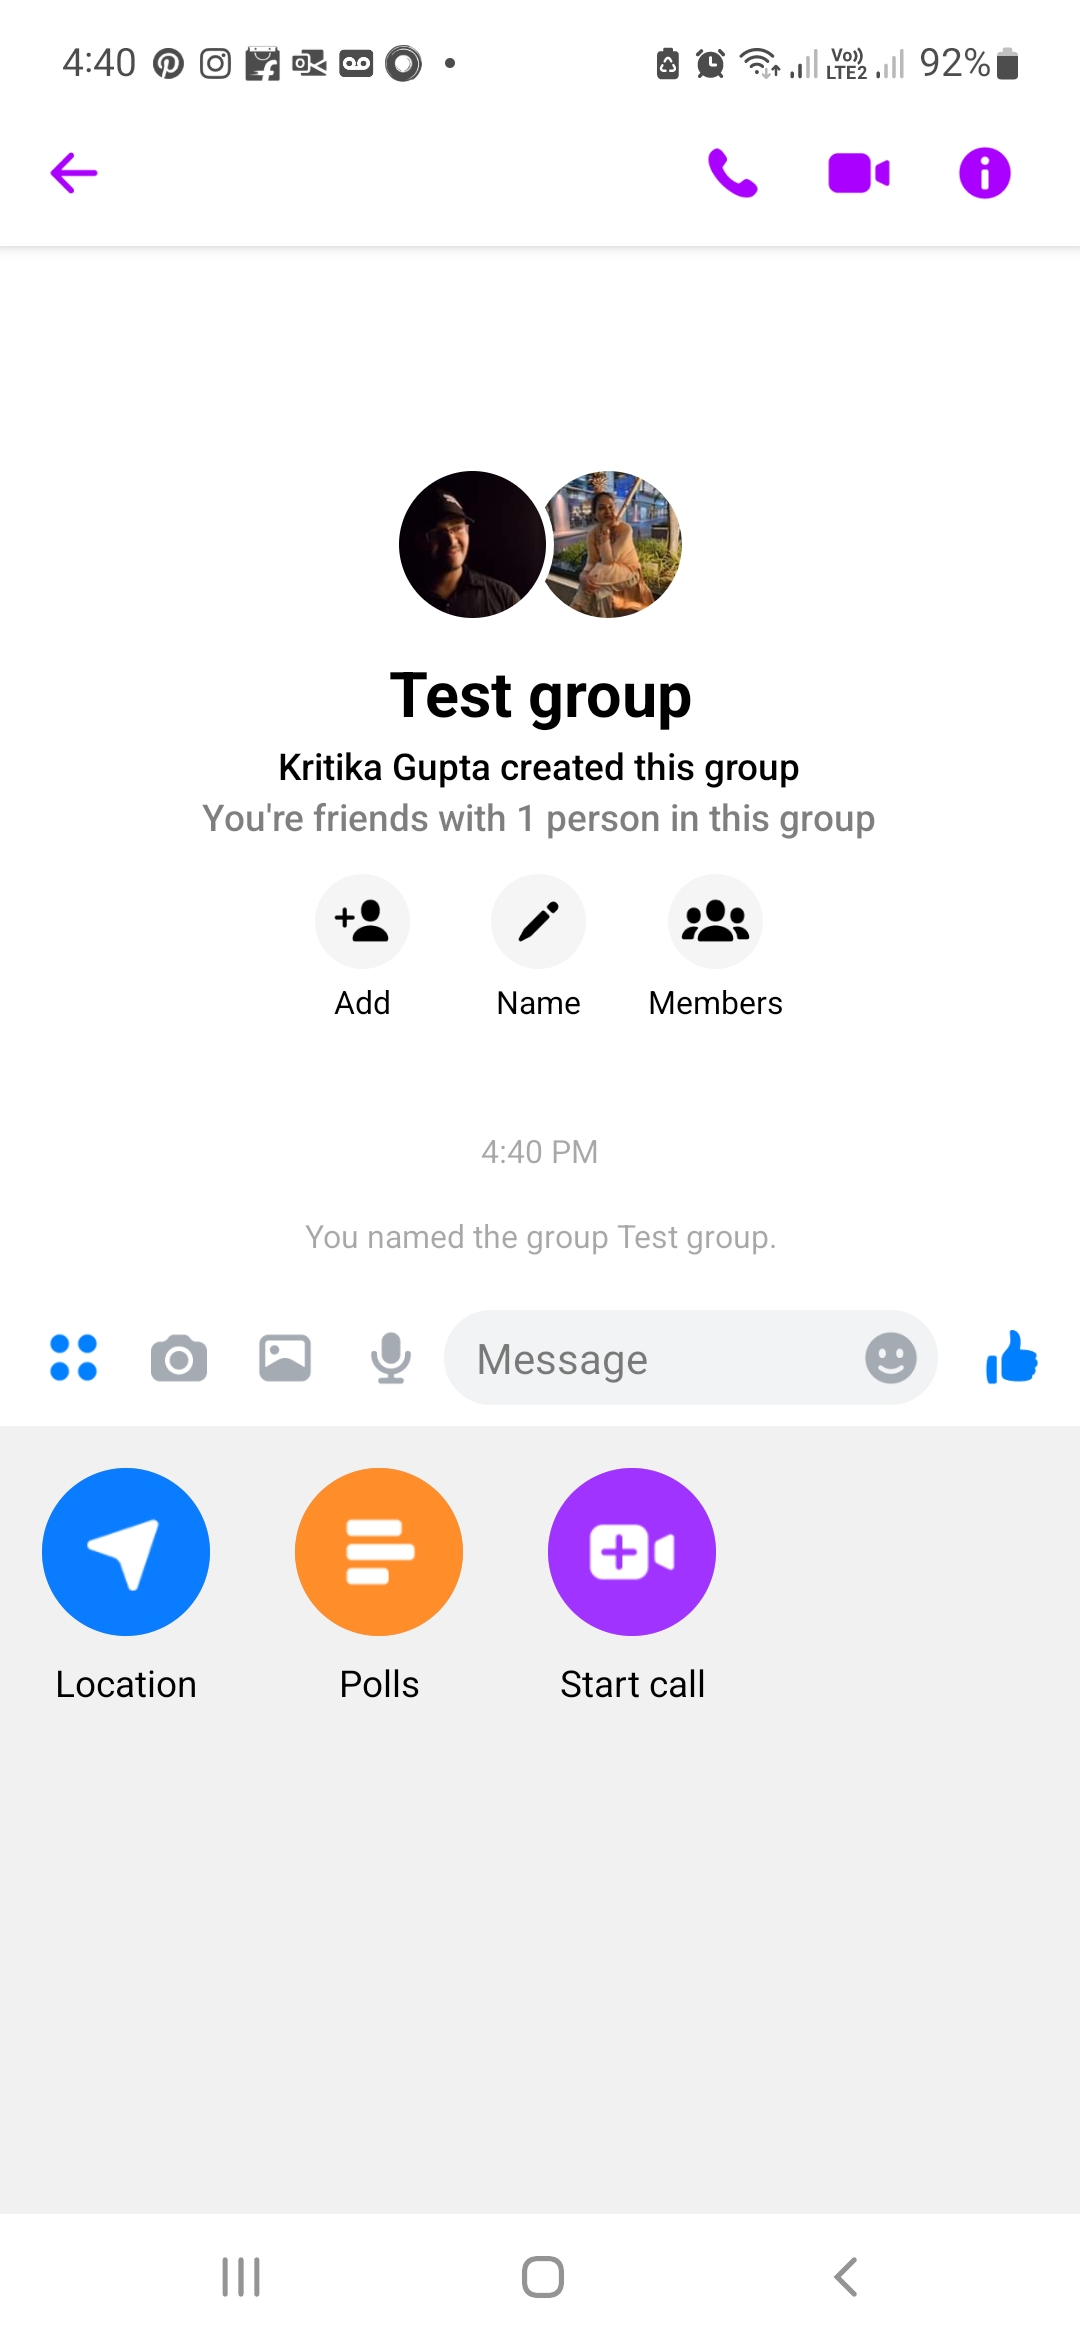 4:40 Vo)) LTE2 92%
Test group
Kritika Gupta created this group
You're friends with 1 person in this group
Add Name Members
4:40 PM
You named the group Test group.
Message
Location Polls Start call